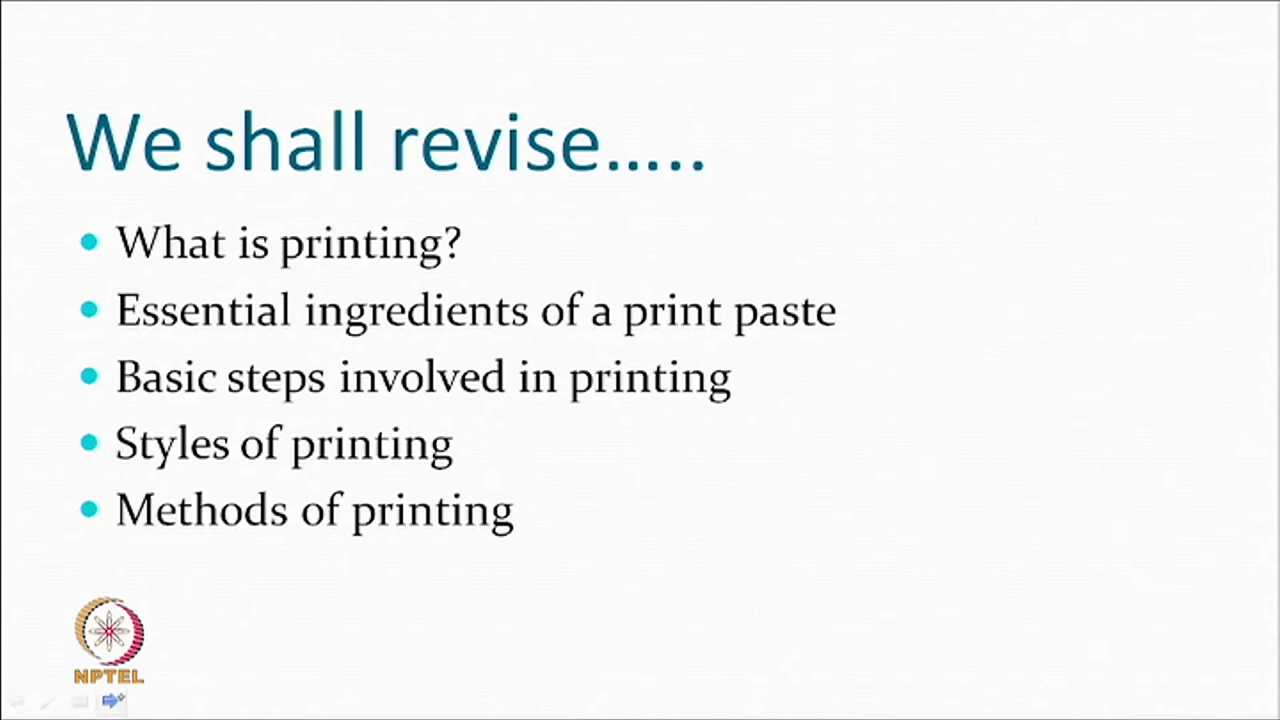 We shall revise.....
What is printing?
Essential ingredients of a print paste
Basic steps involved in printing
Styles of printing
Methods of printing
NPTEL